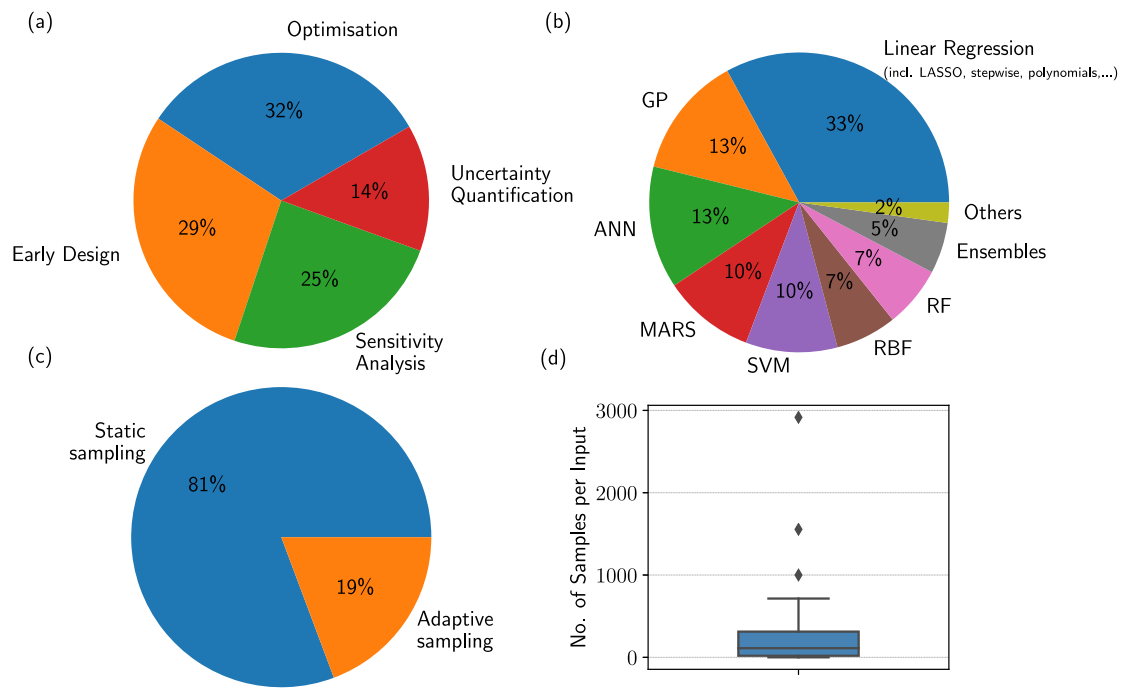 (a)
Optimisation
32%
Uncertainty
Quantification
14%
Early Design
29%
25%
Sensitivity
Analysis
(b)
Linear Regression
(incl. LASSO, stepwise, polynomials,...)
33%
GP
13%
ANN
13%
MARS
10%
SVM
10%
RBF
7%
RF
7%
Ensembles
5%
Others
2%
(c)
Static
sampling
81%
19%
Adaptive
sampling
(d)
No. of Samples per Input
3000
2000
1000
0